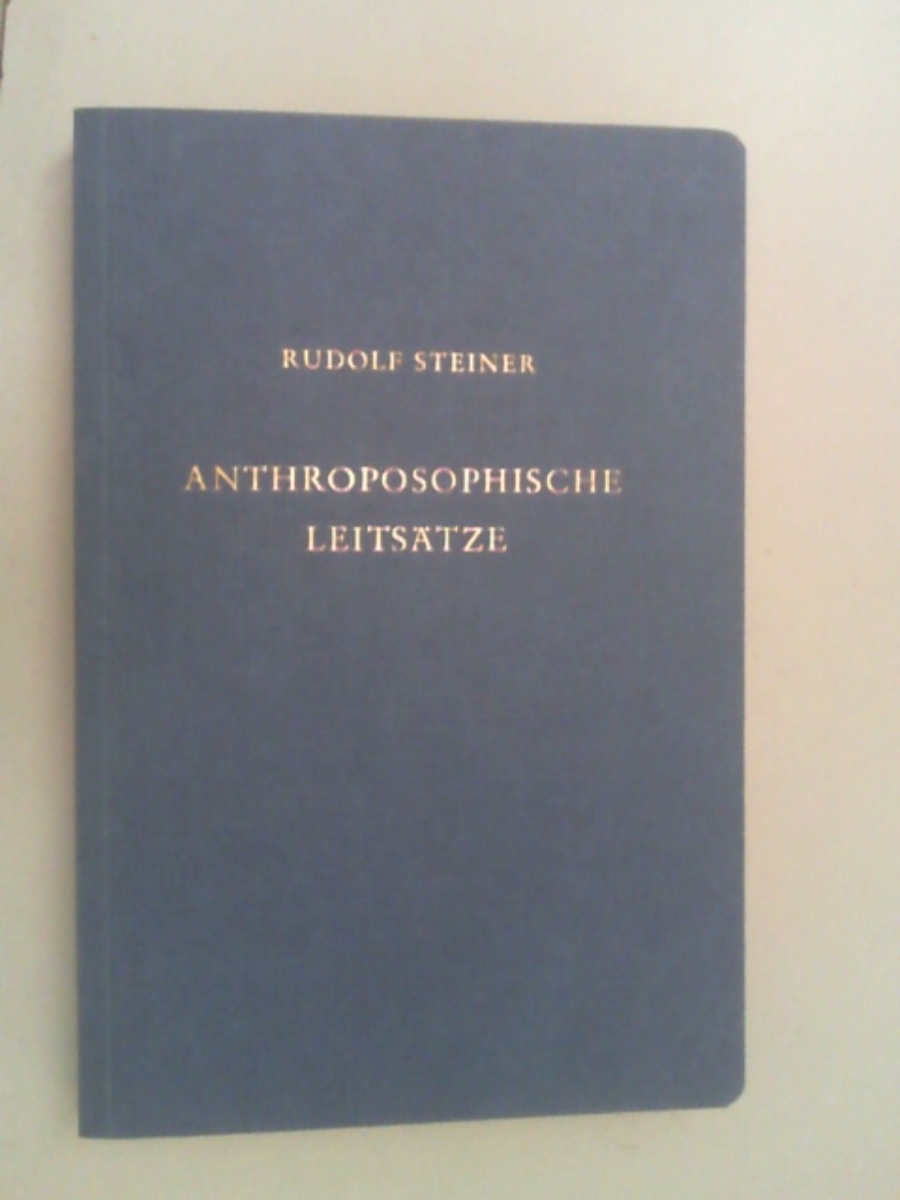 RUDOLF STEINER
ANTHROPOSOPHISCHE
LEITSÄTZE